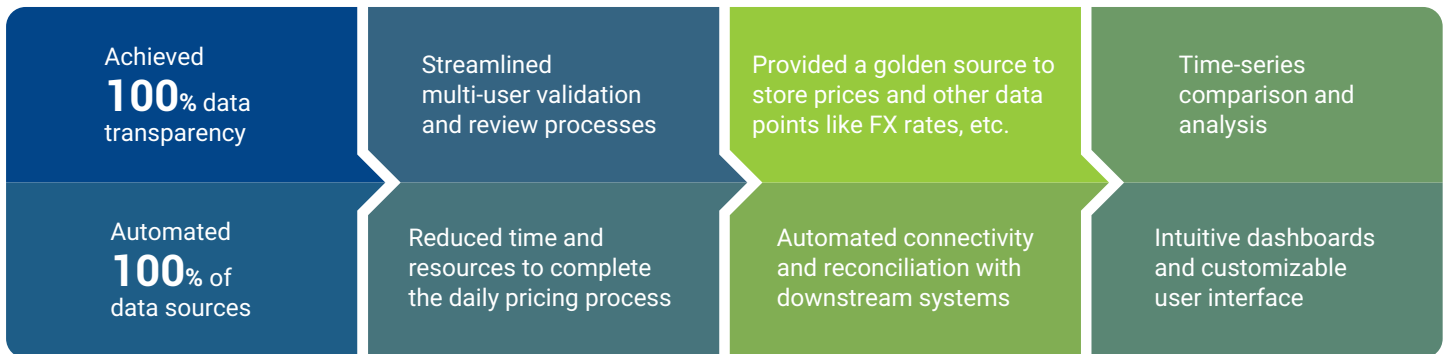 Achieved
100% data
transparency
Streamlined
multi-user validation
and review processes
Provided a golden source to
store prices and other data
points like FX rates, etc.
Time-series
comparison and
analysis
Automated
100% of
data sources
Reduced time and
resources to complete
the daily pricing process
Automated connectivity
and reconciliation with
downstream systems
Intuitive dashboards
and customizable
user interface